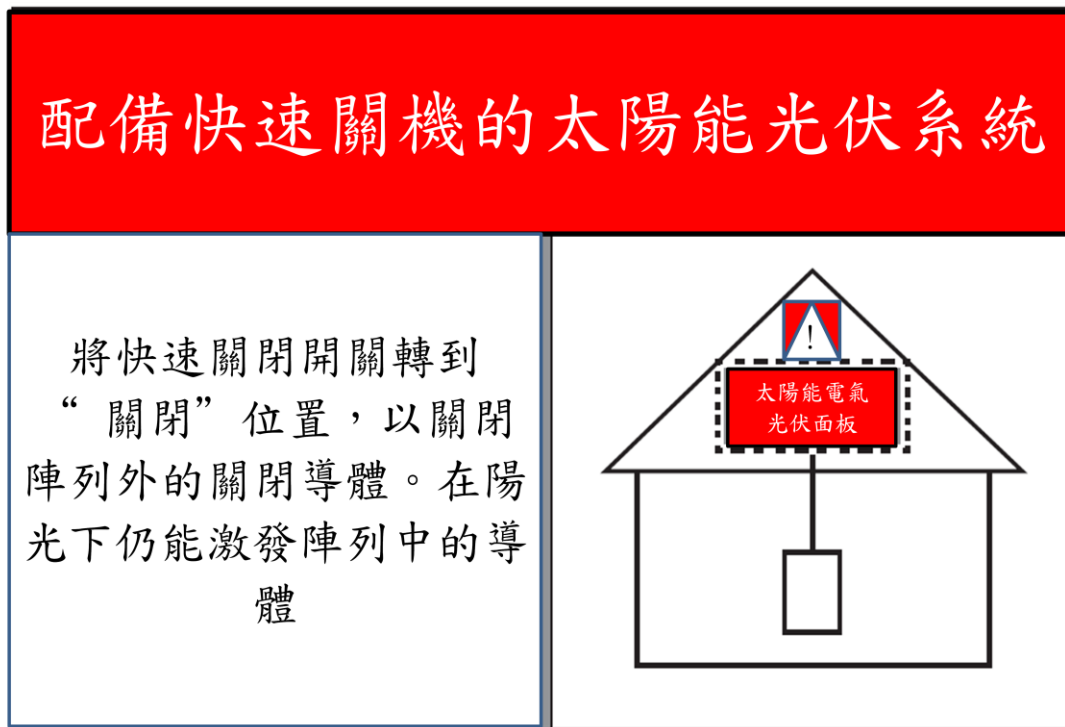 配備快速關機的太陽能光伏系統
將快速關閉開關轉到
“關�”位置，以關閉
陣列外的關閉導體。在陽
光下仍能激發陣列中的導
體
!
太陽能電氣
光伏面板